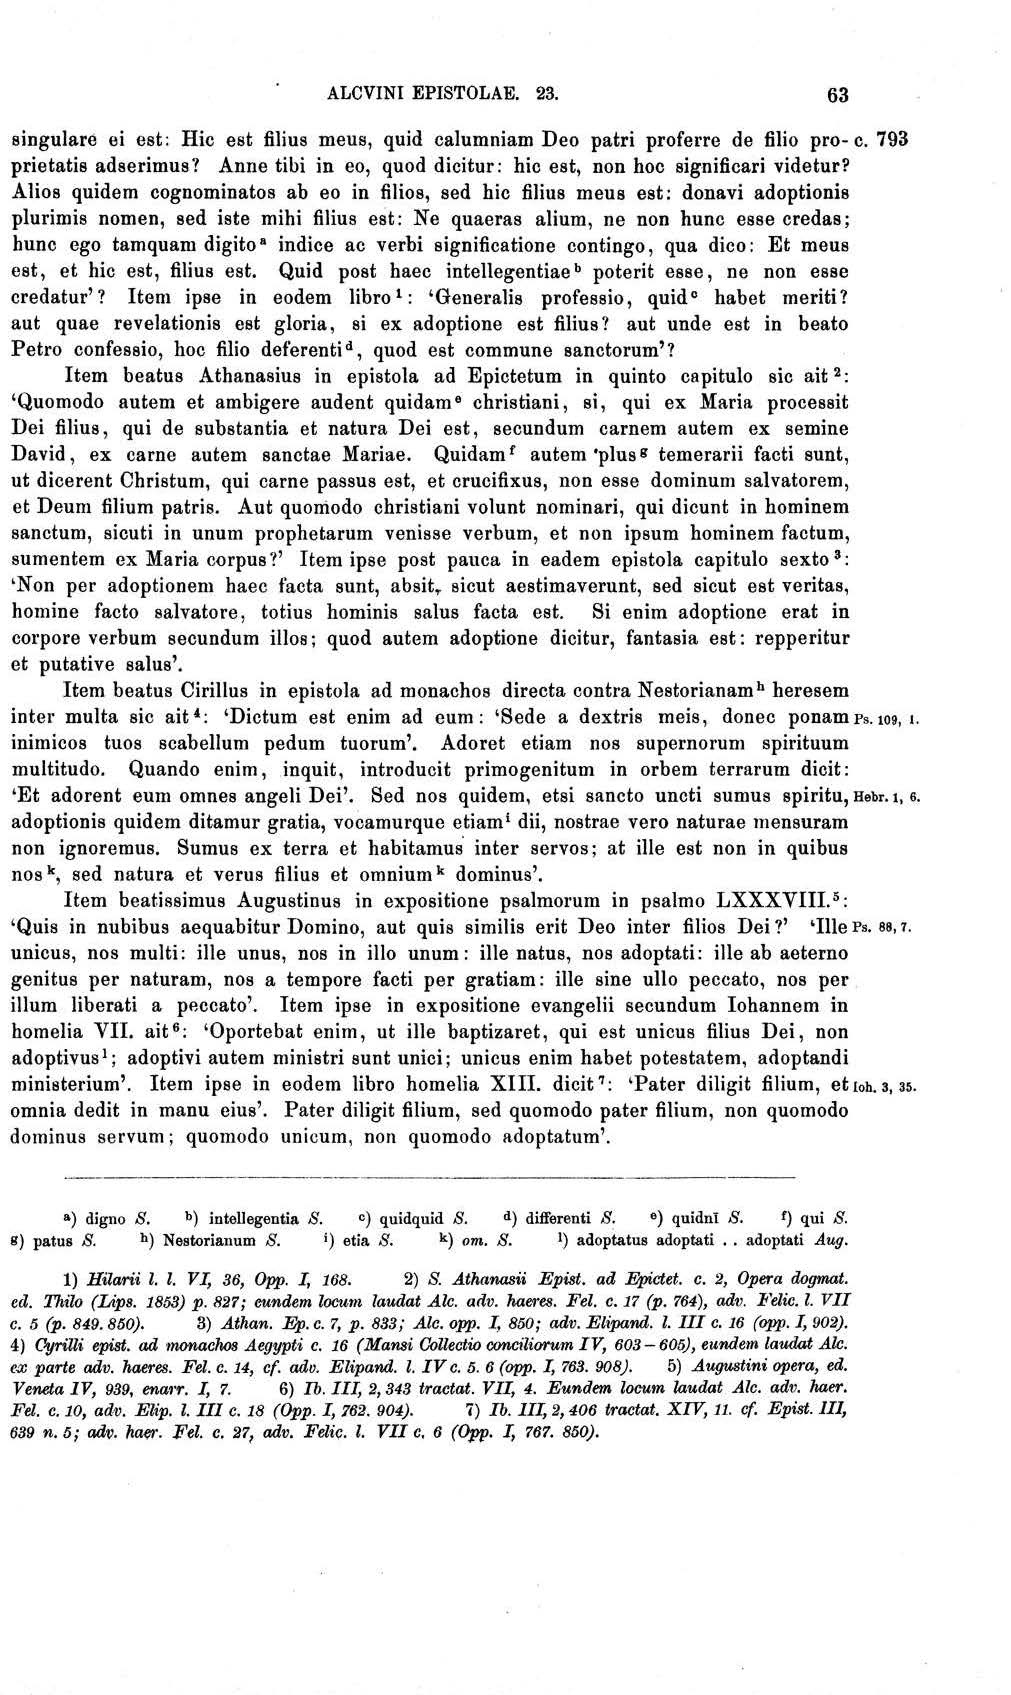 ALCVINI EPISTOLAE. 23. 63
singulare ei est: Hic est filius meus, quid calumniam Deo patri proferre de filio pro- c. 793
prietatis adserimus? Anne tibi in eo, quod dicitur: hic est, non hoc significari videtur?
Alios quidem cognominatos ab eo in filios, sed hic filius meus est: donavi adoptionis
plurimis nomen, sed iste mihi filius est: Ne quaeras alium, ne non hunc esse credas;
hunc ego tamquam digito ᵃ indice ac verbi significatione contingo, qua dico: Et meus
est, et hic est, filius est. Quid post haec intellegentiae ᵇ poterit esse, ne non esse
credatur’? Item ipse in eodem libro ¹: ‘Generalis professio, quid ᶜ habet meriti?
aut quae revelationis est gloria, si ex adoptione est filius? aut unde est in beato
Petro confessio, hoc filio deferenti ᵈ, quod est commune sanctorum’?
Item beatus Athanasius in epistola ad Epictetum in quinto capitulo sic ait ²:
‘Quomodo autem et ambigere audent quidam ᵉ christiani, si, qui ex Maria processit
Dei filius, qui de substantia et natura Dei est, secundum carnem autem ex semine
David, ex carne autem sanctae Mariae. Quidam ᶠ autem ‘plus ᵍ temerarii facti sunt,
ut dicerent Christum, qui carne passus est, et crucifixus, non esse dominum salvatorem,
et Deum filium patris. Aut quomodo christiani volunt nominari, qui dicunt in hominem
sanctum, sicuti in unum prophetarum venisse verbum, et non ipsum hominem factum,
sumentem ex Maria corpus?’ Item ipse post pauca in eadem epistola capitulo sexto ³:
‘Non per adoptionem haec facta sunt, absit, sicut aestimaverunt, sed sicut est veritas,
homine facto salvatore, totius hominis salus facta est. Si enim adoptione erat in
corpore verbum secundum illos; quod autem adoptione dicitur, fantasia est: repperitur
et putative salus’.
Item beatus Cirillus in epistola ad monachos directa contra Nestorianam ʰ heresem
inter multa sic ait ⁴: ‘Dictum est enim ad eum: ‘Sede a dextris meis, donec ponam Ps. 109, 1.
inimicos tuos scabellum pedum tuorum’. Adoret etiam nos supernorum spirituum
multitudo. Quando enim, inquit, introducit primogenitum in orbem terrarum dicit:
‘Et adorent eum omnes angeli Dei’. Sed nos quidem, etsi sancto uncti sumus spiritu, Hebr. 1, 6.
adoptionis quidem ditamur gratia, vocamurque etiam ⁱ dii, nostrae vero naturae mensuram
non ignoremus. Sumus ex terra et habitamus inter servos; at ille est non in quibus
nos ᵏ, sed natura et verus filius et omnium ᵏ dominus’.
Item beatissimus Augustinus in expositione psalmorum in psalmo LXXXVIII. ⁵:
‘Quis in nubibus aequabitur Domino, aut quis similis erit Deo inter filios Dei?’ ‘Ille Ps. 88, 7.
unicus, nos multi: ille unus, nos in illo unum: ille natus, nos adoptati: ille ab aeterno
genitus per naturam, nos a tempore facti per gratiam: ille sine ullo peccato, nos per
illum liberati a peccato’. Item ipse in expositione evangelii secundum Iohannem in
homelia VII. ait ⁶: ‘Oportebat enim, ut ille baptizaret, qui est unicus filius Dei, non
adoptivus ˡ; adoptivi autem ministri sunt unici; unicus enim habet potestatem, adoptandi
ministerium’. Item ipse in eodem libro homelia XIII. dicit ⁷: ‘Pater diligit filium, et Ioh. 3, 35.
omnia dedit in manu eius’. Pater diligit filium, sed quomodo pater filium, non quomodo
dominus servum; quomodo unicum, non quomodo adoptatum’.
a) digno S. b) intellegentia S. c) quidquid S. d) differenti S. e) quidnī S. f) qui S.
g) patus S. h) Nestorianum S. i) etia S. k) om. S. l) adoptatus adoptati . . adoptati Aug.
1) Hilarii l. l. VI, 36, Opp. I, 168. 2) S. Athanasii Epist. ad Epictet. c. 2, Opera dogmat.
ed. Thilo (Lips. 1853) p. 827; eundem locum laudat Alc. adv. haeres. Fel. c. 17 (p. 764), adv. Felic. l. VII
c. 5 (p. 849. 850). 3) Athan. Ep. c. 7, p. 833; Alc. opp. I, 850; adv. Elipand. l. III c. 16 (opp. I, 902).
4) Cyrilli epist. ad monachos Aegypti c. 16 (Mansi Collectio conciliorum IV, 603—605), eundem laudat Alc.
ex parte adv. haeres. Fel. c. 14, cf. adv. Elipand. l. IV c. 5. 6 (opp. I, 763. 908). 5) Augustini opera, ed.
Veneta IV, 939, enarr. I, 7. 6) Ib. III, 2, 343 tractat. VII, 4. Eundem locum laudat Alc. adv. haer.
Fel. c. 10, adv. Elip. l. III c. 18 (Opp. I, 762. 904). 7) Ib. III, 2, 406 tractat. XIV, 11. cf. Epist. III,
639 n. 5; adv. haer. Fel. c. 27, adv. Felic. l. VII c. 6 (Opp. I, 767. 850).